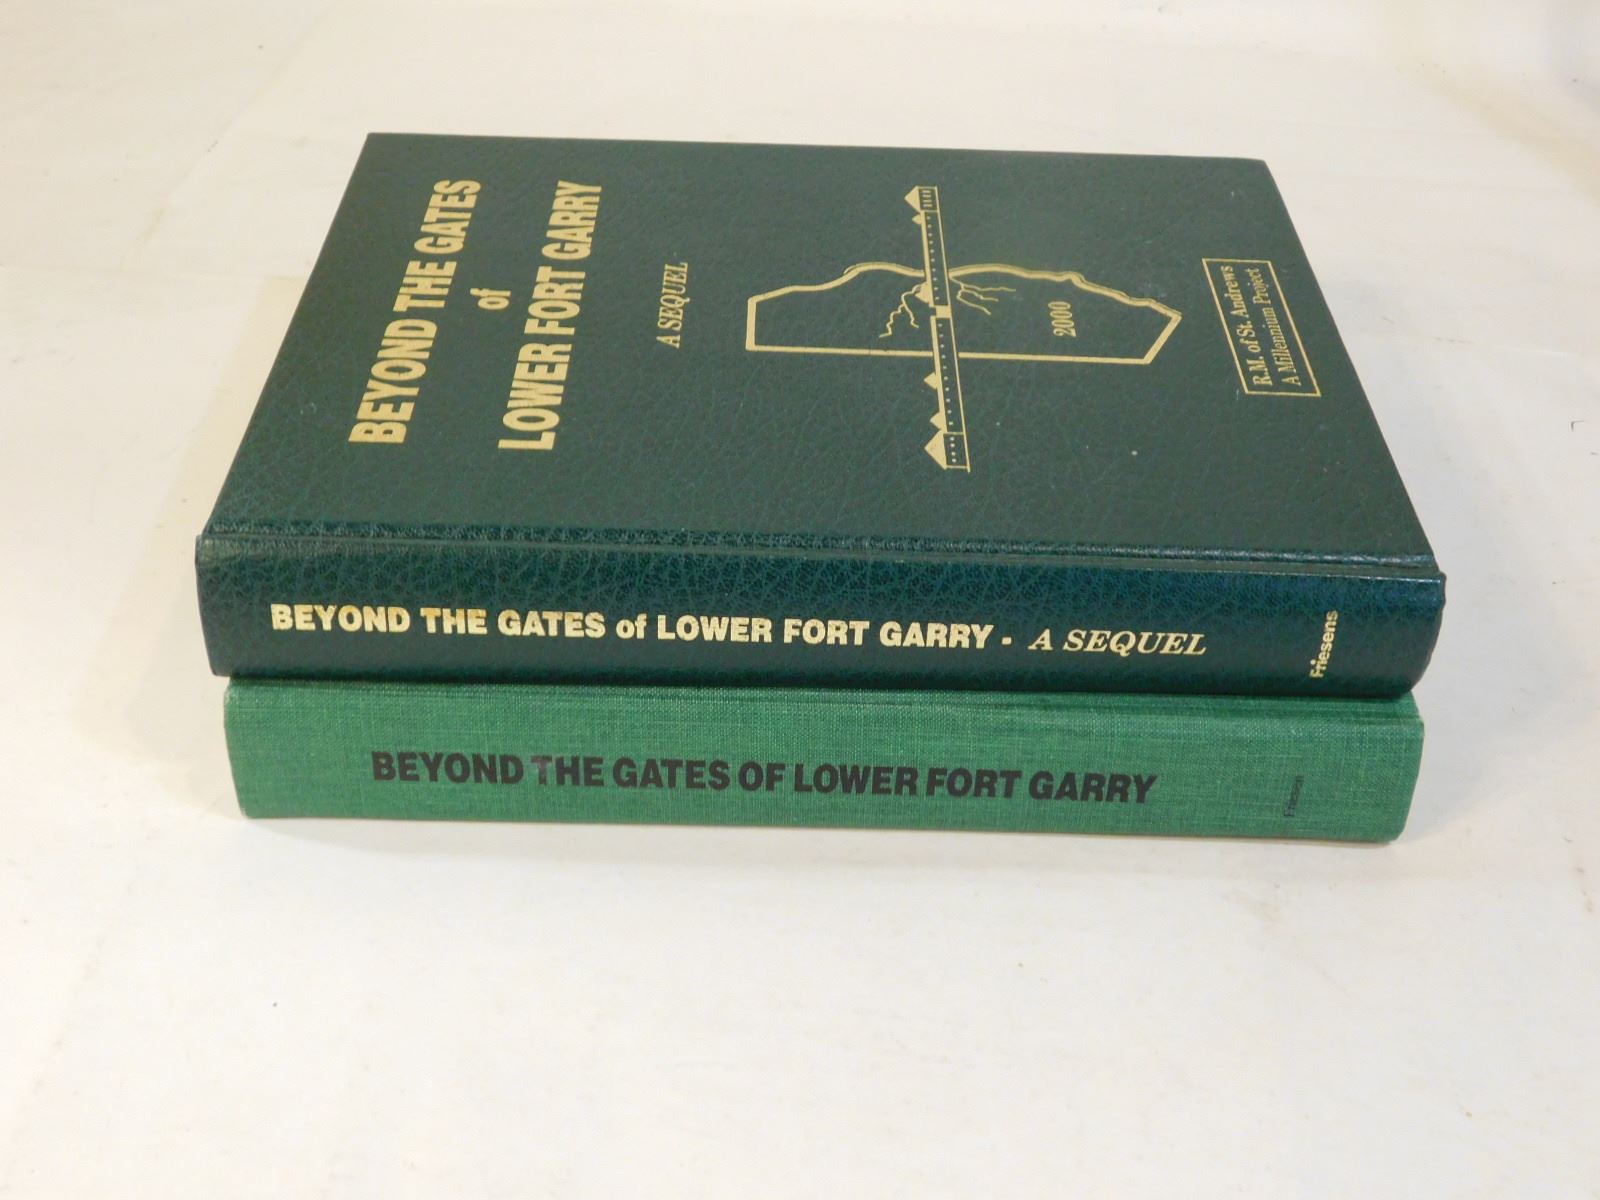 BEYOND THE GATES
of
LOWER FORT GARRY
A SEQUEL
2000
R.M. of St. Andrews
A Millennium Project
BEYOND THE GATES of LOWER FORT GARRY - A SEQUEL
Friesens
BEYOND THE GATES OF LOWER FORT GARRY
Friesens